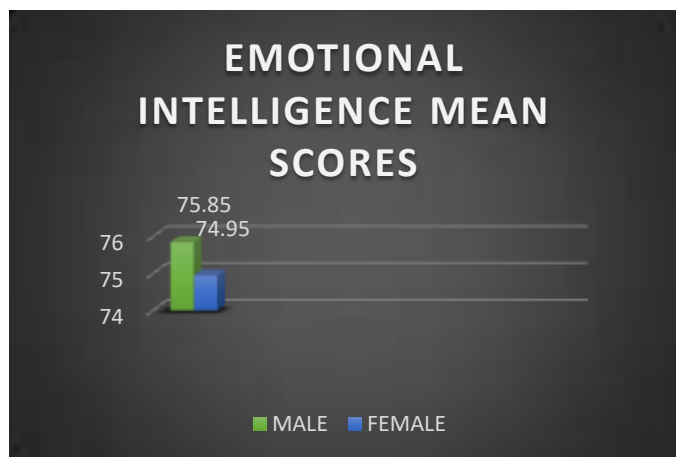 EMOTIONAL
INTELLIGENCE MEAN
SCORES
75.85
74.95
76
75
74
MALE FEMALE